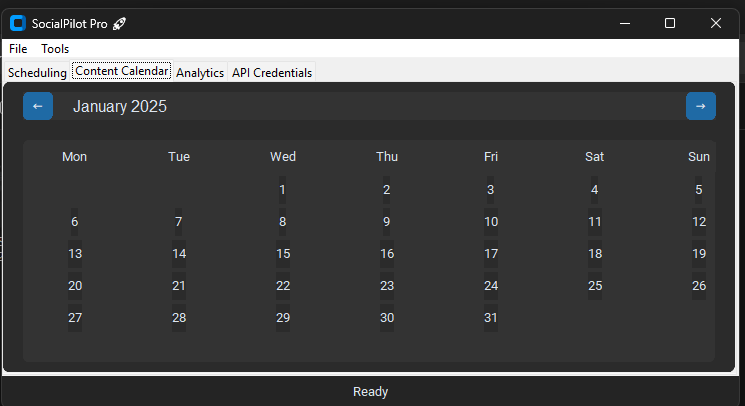 SocialPilot Pro 🚀
File Tools
Scheduling Content Calendar Analytics API Credentials
← January 2025 →
Mon Tue Wed Thu Fri Sat Sun
1 2 3 4 5
6 7 8 9 10 11 12
13 14 15 16 17 18 19
20 21 22 23 24 25 26
27 28 29 30 31
Ready